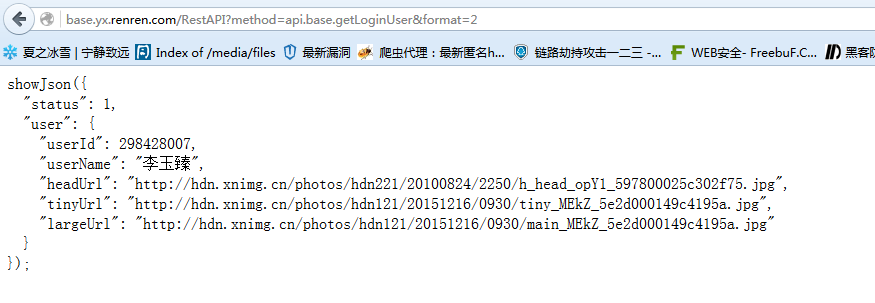 base.yx.renren.com/RestAPI?method=api.base.getLoginUser&format=2
夏之冰雪 | 宁静致远 Index of /media/files 最新漏洞 爬虫代理：最新匿名h... 链路劫持攻击一二三 -... WEB安全- FreebuF.C... 黑客防
showJson({
  "status": 1,
  "user": {
    "userId": 298428007,
    "userName": "李玉臻",
    "headUrl": "http://hdn.xnimg.cn/photos/hdn221/20100824/2250/h_head_opY1_597800025c302f75.jpg",
    "tinyUrl": "http://hdn.xnimg.cn/photos/hdn121/20151216/0930/tiny_MEkZ_5e2d000149c4195a.jpg",
    "largeUrl": "http://hdn.xnimg.cn/photos/hdn121/20151216/0930/main_MEkZ_5e2d000149c4195a.jpg"
  }
});